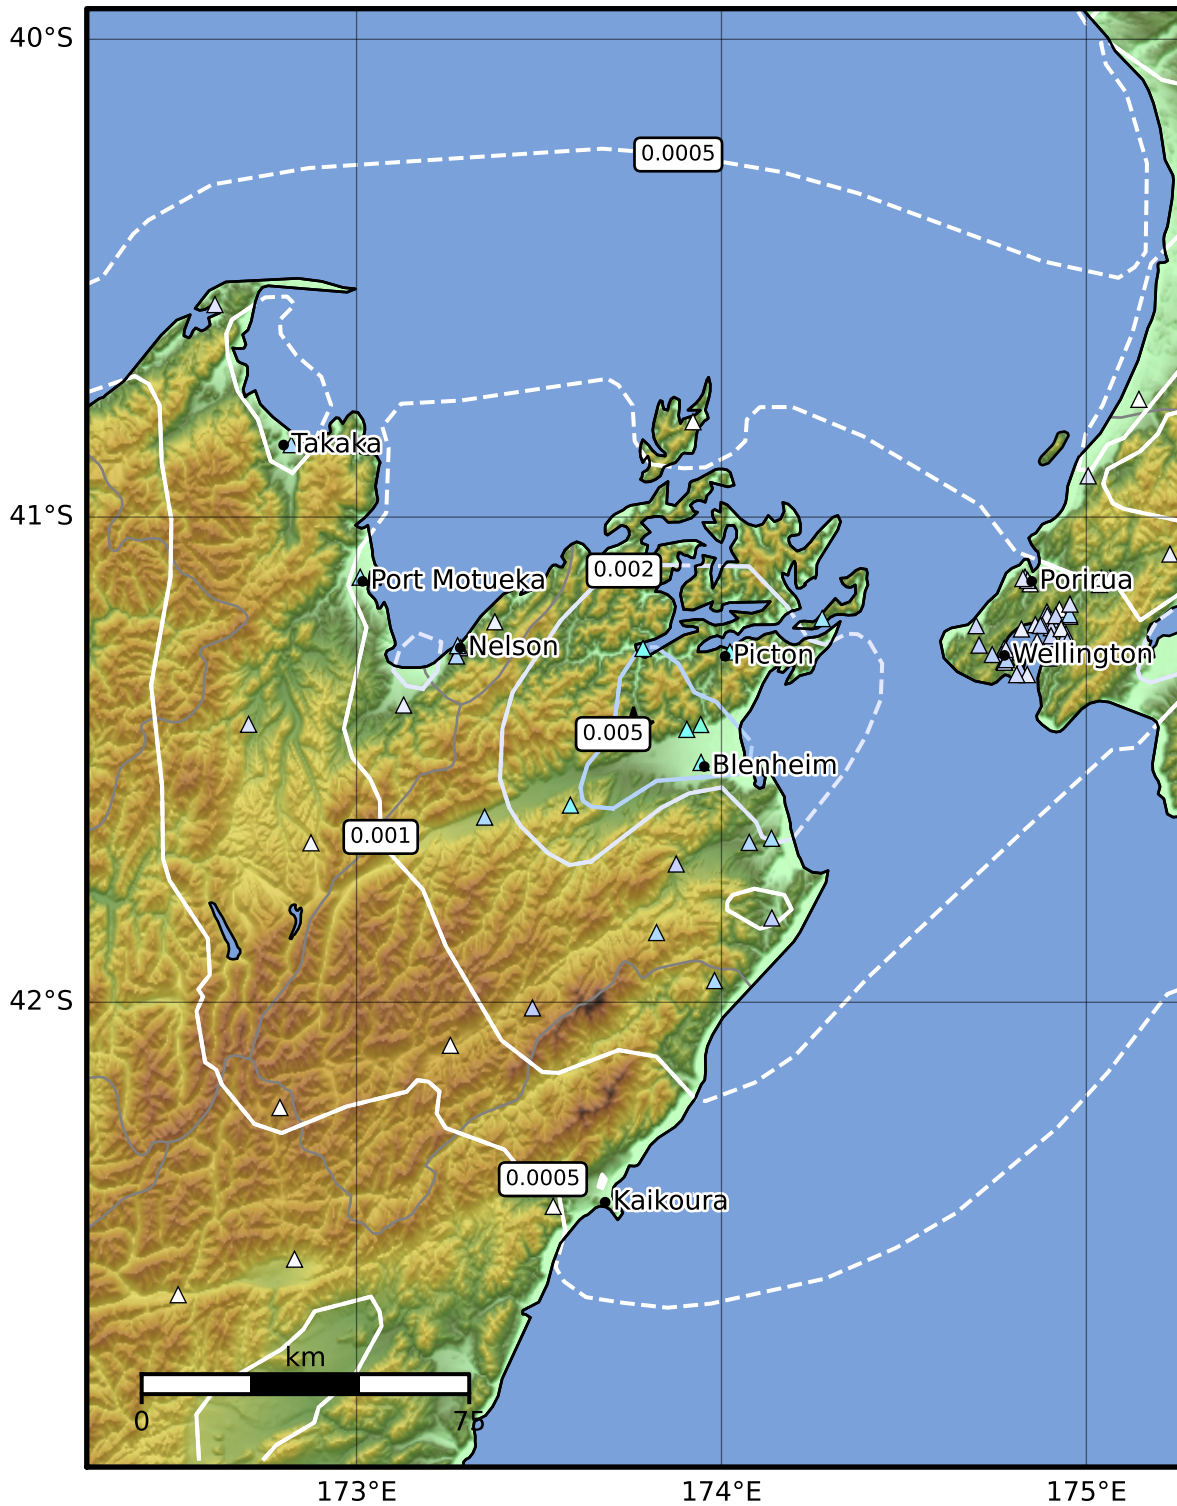 40°S
0.0005
Takaka
41°S
0.002
Port Motueka
Porirua
Nelson
Picton
Wellington
0.005
Blenheim
0.001
42°S
0.0005
Kaikoura
km
0
75
173°E
174°E
175°E